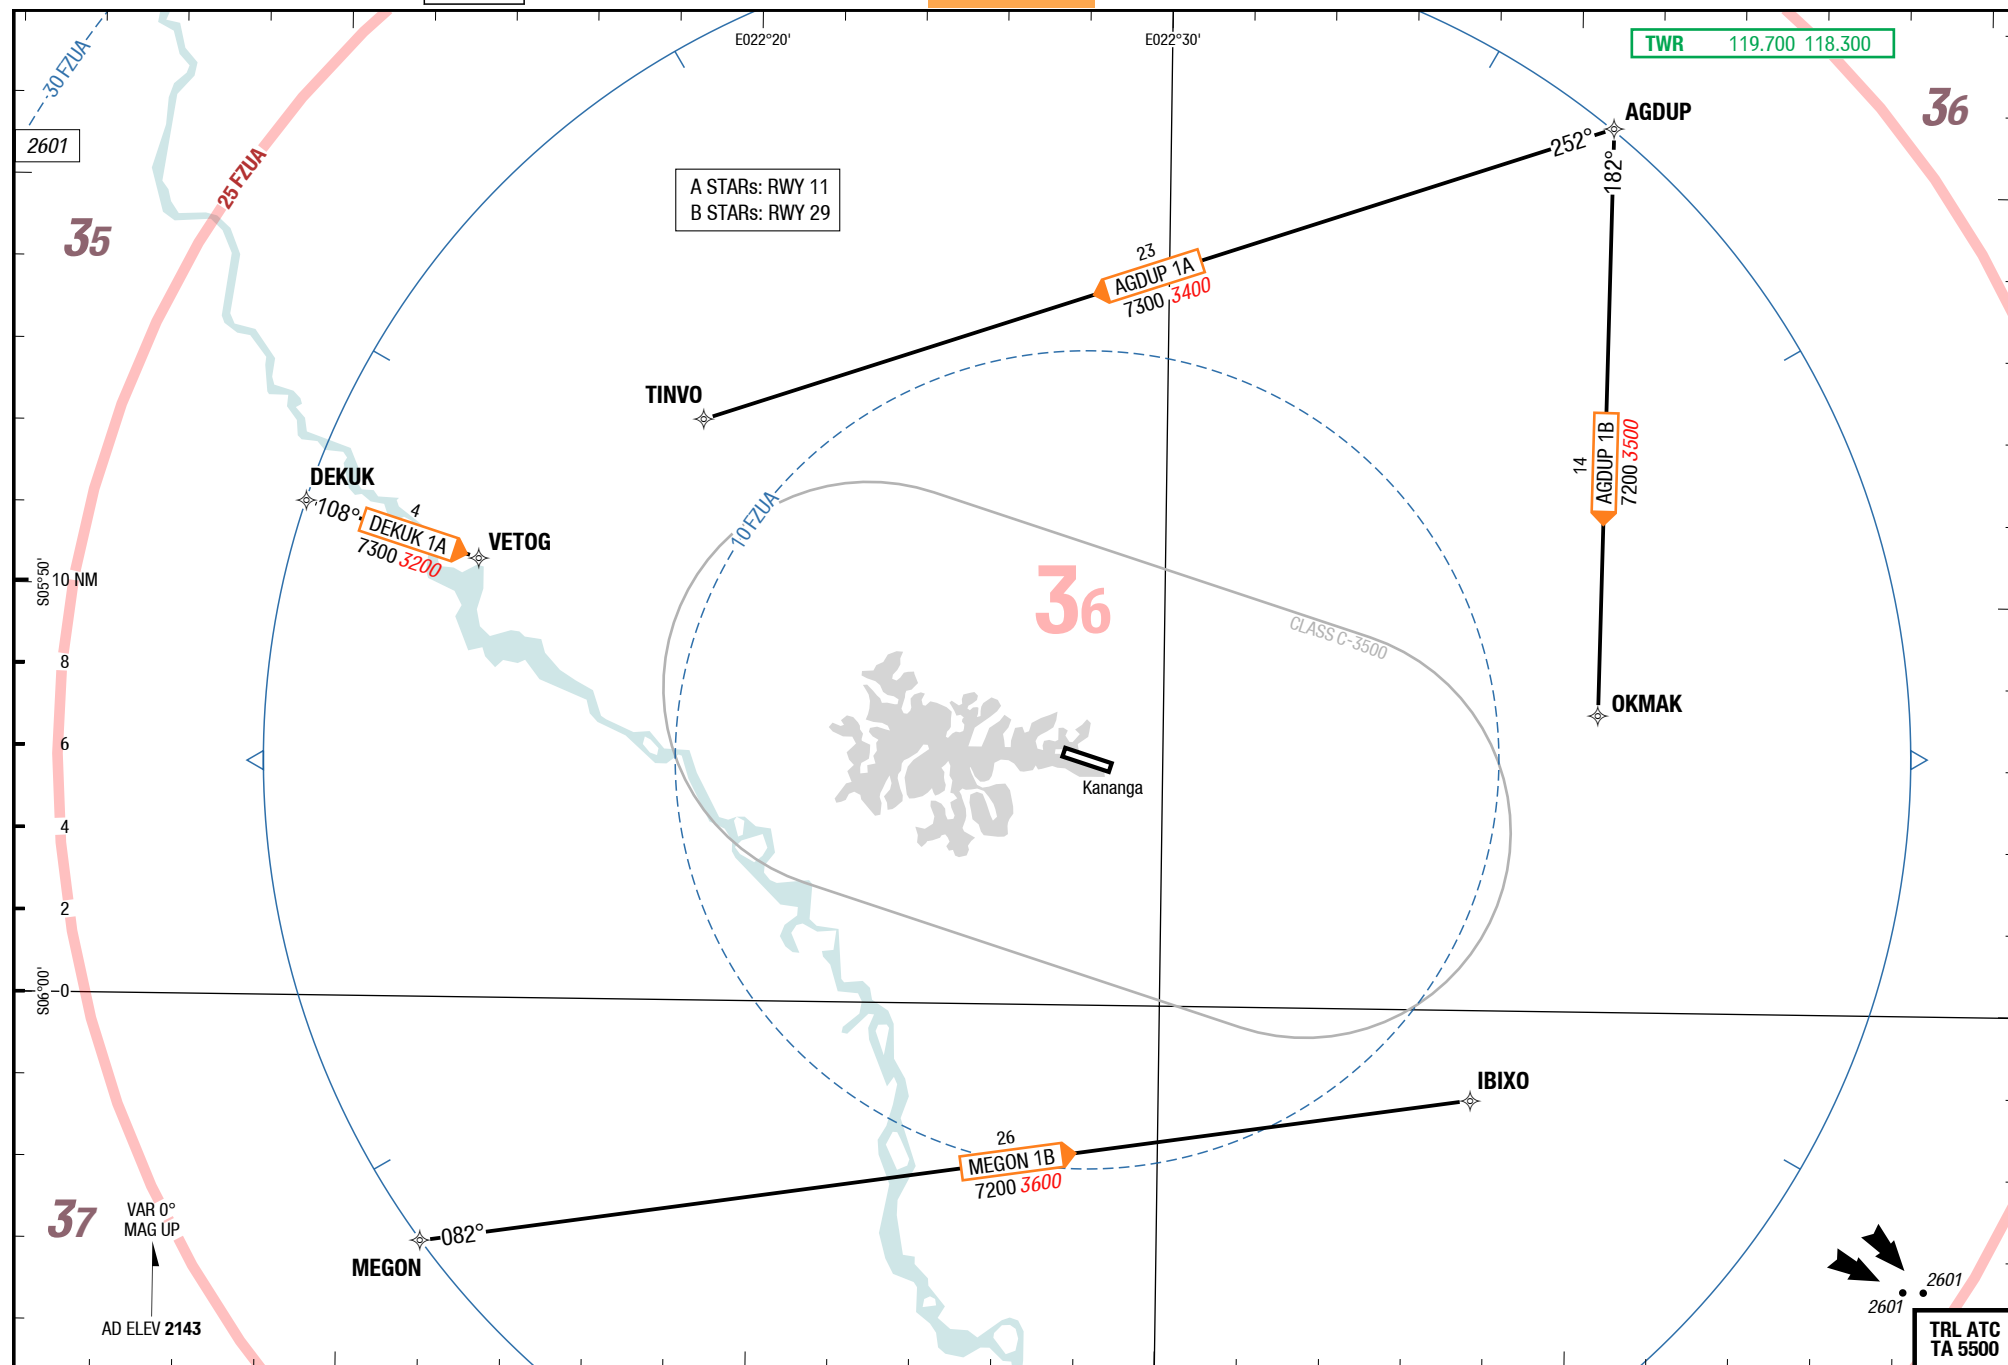 E022°20'
E022°30'
TWR 119.700 118.300
30 FZUA
2601
25 FZUA
35
36
AGDUP
252°
182°
A STARs: RWY 11
B STARs: RWY 29
23
AGDUP 1A
7300 3400
TINVO
14
AGDUP 1B
7200 3500
DEKUK
108°
4
DEKUK 1A
7300 3200
VETOG
10 FZUA
S05°50'
10 NM
36
CLASS C-3500
8
OKMAK
6
Kananga
4
2
S06°00'
0
IBIXO
26
MEGON 1B
7200 3600
082°
MEGON
37
VAR 0°
MAG UP
AD ELEV 2143
2601
2601
TRL ATC
TA 5500